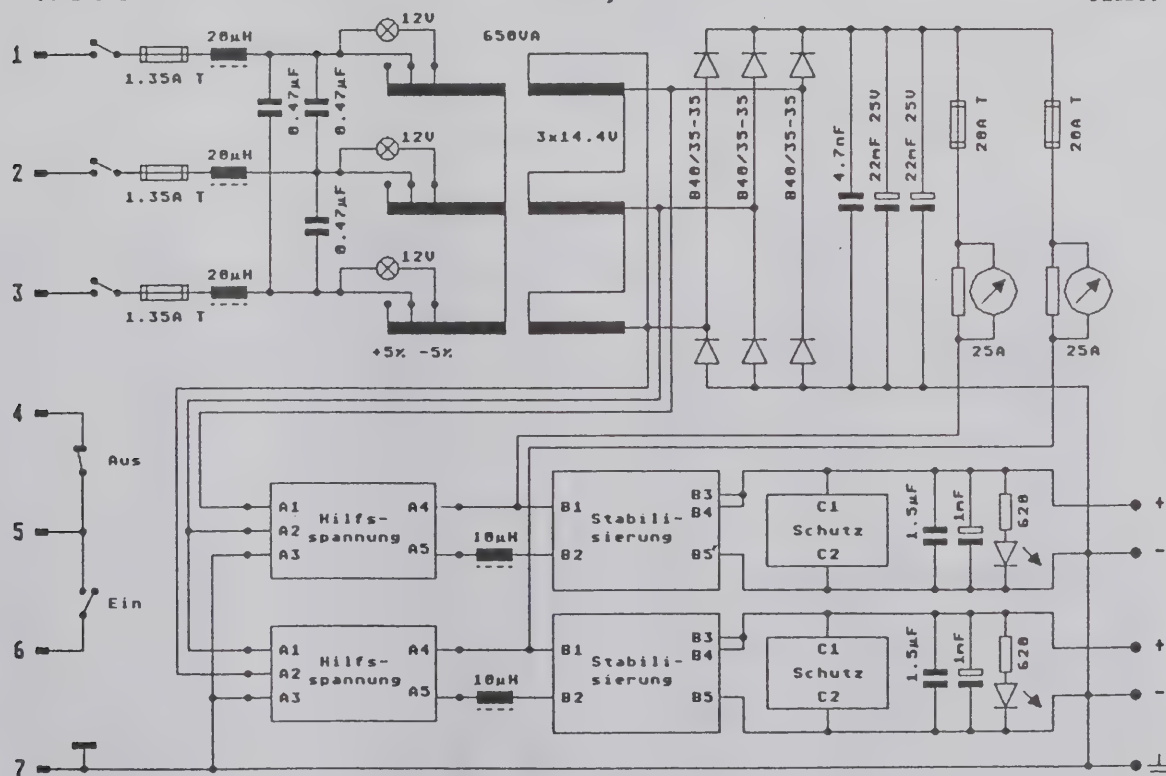 12V
650VA
1
20µH
1.35A T
0.47µF
0.47µF
2
20µH
1.35A T
12V
0.47µF
3
20µH
1.35A T
12V
+5% -5%
3x14.4V
B40/35-35
B40/35-35
B40/35-35
4.7nF
22mF 25V
22mF 25V
20A T
20A T
25A
25A
4
Aus
5
Ein
6
7
A1
A2
A3
Hilfs-
spannung
A4
A5
10µH
B1
B2
Stabili-
sierung
B3
B4
B5
C1
Schutz
C2
1.5µF
1mF
620
+
-
A1
A2
A3
Hilfs-
spannung
A4
A5
10µH
B1
B2
Stabili-
sierung
B3
B4
B5
C1
Schutz
C2
1.5µF
1mF
620
+
-